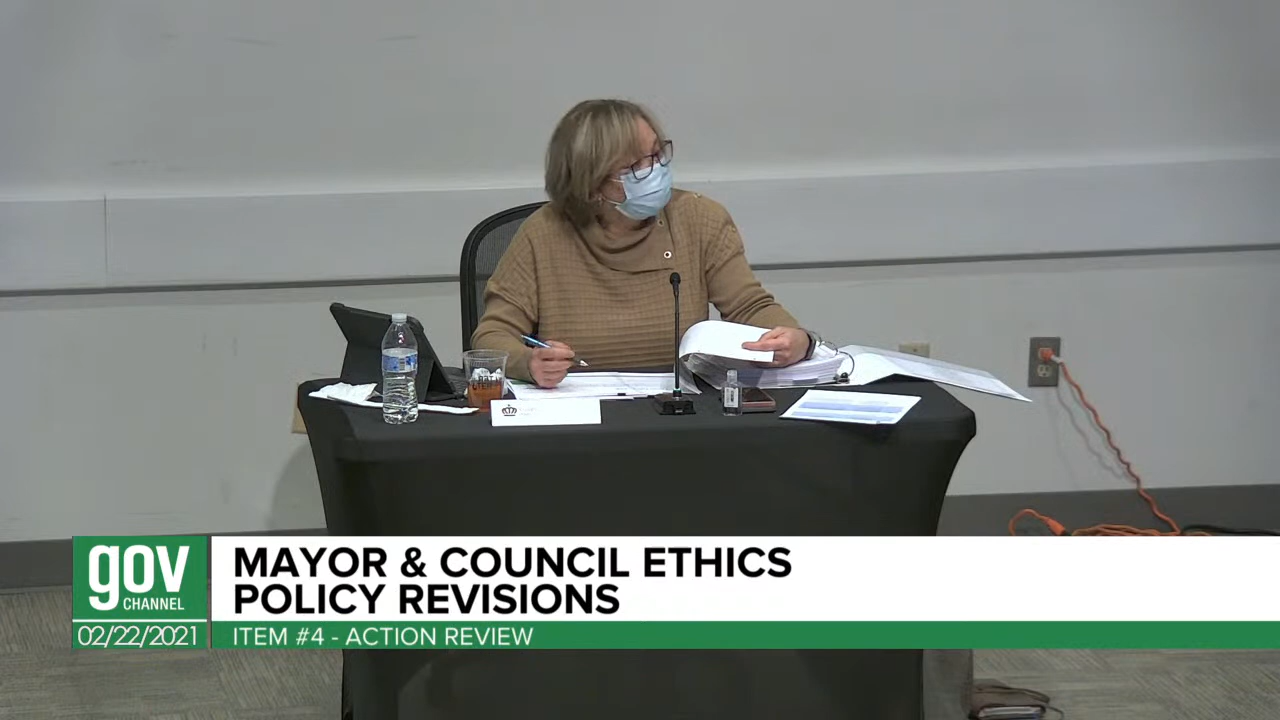 gov
CHANNEL
02/22/2021
MAYOR & COUNCIL ETHICS
POLICY REVISIONS
ITEM #4 - ACTION REVIEW